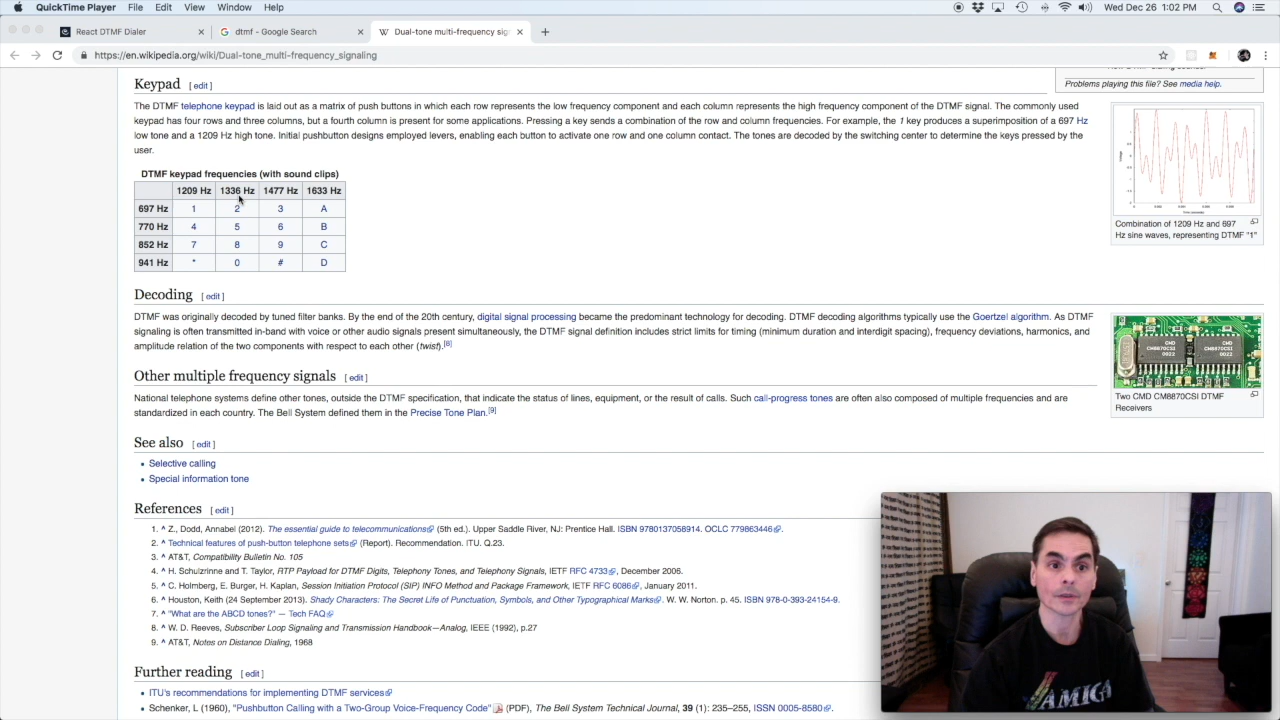 QuickTime Player File Edit View Window Help Wed Dec 26 1:02 PM
React DTMF Dialer dtmf - Google Search Dual-tone multi-frequency sig
https://en.wikipedia.org/wiki/Dual-tone_multi-frequency_signaling
Problems playing this file? See media help.
Keypad [ edit ]
The DTMF telephone keypad is laid out as a matrix of push buttons in which each row represents the low frequency component and each column represents the high frequency component of the DTMF signal. The commonly used
keypad has four rows and three columns, but a fourth column is present for some applications. Pressing a key sends a combination of the row and column frequencies. For example, the 1 key produces a superimposition of a 697 Hz
low tone and a 1209 Hz high tone. Initial pushbutton designs employed levers, enabling each button to activate one row and one column contact. The tones are decoded by the switching center to determine the keys pressed by the
user.
DTMF keypad frequencies (with sound clips)
1209 Hz 1336 Hz 1477 Hz 1633 Hz
697 Hz 1 2 3 A
770 Hz 4 5 6 B
852 Hz 7 8 9 C
941 Hz * 0 # D
Combination of 1209 Hz and 697
Hz sine waves, representing DTMF "1"
Decoding [ edit ]
DTMF was originally decoded by tuned filter banks. By the end of the 20th century, digital signal processing became the predominant technology for decoding. DTMF decoding algorithms typically use the Goertzel algorithm. As DTMF
signaling is often transmitted in-band with voice or other audio signals present simultaneously, the DTMF signal definition includes strict limits for timing (minimum duration and interdigit spacing), frequency deviations, harmonics, and
amplitude relation of the two components with respect to each other (twist).[8]
CMD CMD
CM8870CSI CM8870CSI
0022 0022
Two CMD CM8870CSI DTMF
Receivers
Other multiple frequency signals [ edit ]
National telephone systems define other tones, outside the DTMF specification, that indicate the status of lines, equipment, or the result of calls. Such call-progress tones are often also composed of multiple frequencies and are
standardized in each country. The Bell System defined them in the Precise Tone Plan.[9]
See also [ edit ]
• Selective calling
• Special information tone
References [ edit ]
1. ^ Z., Dodd, Annabel (2012). The essential guide to telecommunications (5th ed.). Upper Saddle River, NJ: Prentice Hall. ISBN 9780137058914. OCLC 779863446.
2. ^ Technical features of push-button telephone sets (Report). Recommendation. ITU. Q.23.
3. ^ AT&T, Compatibility Bulletin No. 105
4. ^ H. Schulzrinne and T. Taylor, RTP Payload for DTMF Digits, Telephony Tones, and Telephony Signals, IETF RFC 4733, December 2006.
5. ^ C. Holmberg, E. Burger, H. Kaplan, Session Initiation Protocol (SIP) INFO Method and Package Framework, IETF RFC 6086, January 2011.
6. ^ Houston, Keith (24 September 2013). Shady Characters: The Secret Life of Punctuation, Symbols, and Other Typographical Marks. W. W. Norton. p. 45. ISBN 978-0-393-24154-9.
7. ^ "What are the ABCD tones?" — Tech FAQ
8. ^ W. D. Reeves, Subscriber Loop Signaling and Transmission Handbook—Analog, IEEE (1992), p.27
9. ^ AT&T, Notes on Distance Dialing, 1968
Further reading [ edit ]
• ITU's recommendations for implementing DTMF services
• Schenker, L (1960), "Pushbutton Calling with a Two-Group Voice-Frequency Code" (PDF), The Bell System Technical Journal, 39 (1): 235–255, ISSN 0005-8580.
AMIGA